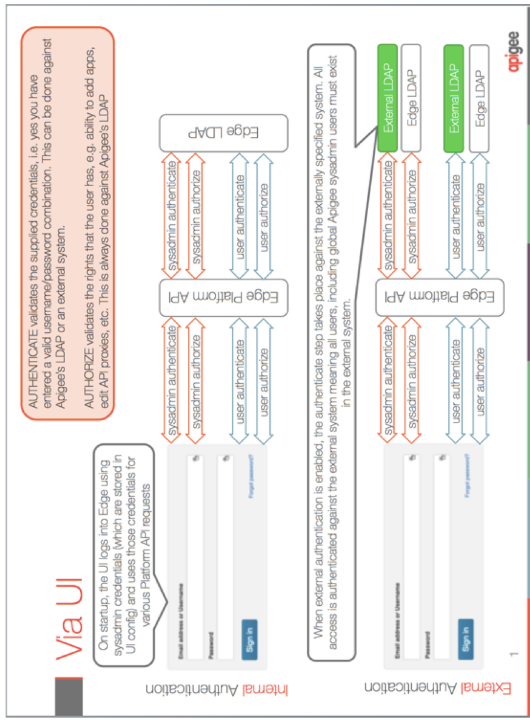 Via UI
AUTHENTICATE validates the supplied credentials, i.e. yes you have
entered a valid username/password combination. This can be done against
Apigee's LDAP or an external system.
AUTHORIZE validates the rights that the user has, e.g. ability to add apps,
edit API proxies, etc. This is always done against Apigee's LDAP
On startup, the UI logs into Edge using
sysadmin credentials (which are stored in
UI config) and uses those credentials for
various Platform API requests
Internal Authentication
Email address or Username
Password
Sign in
Forgot password?
sysadmin authenticate
sysadmin authorize
user authenticate
user authorize
Edge Platform API
sysadmin authenticate
sysadmin authorize
user authenticate
user authorize
Edge LDAP
When external authentication is enabled, the authenticate step takes place against the externally specified system. All
access is authenticated against the external system meaning all users, including global Apigee sysadmin users must exist
in the external system.
External Authentication
Email address or Username
Password
Sign in
Forgot password?
sysadmin authenticate
sysadmin authorize
user authenticate
user authorize
Edge Platform API
sysadmin authenticate
sysadmin authorize
user authenticate
user authorize
External LDAP
Edge LDAP
External LDAP
Edge LDAP
1
apigee